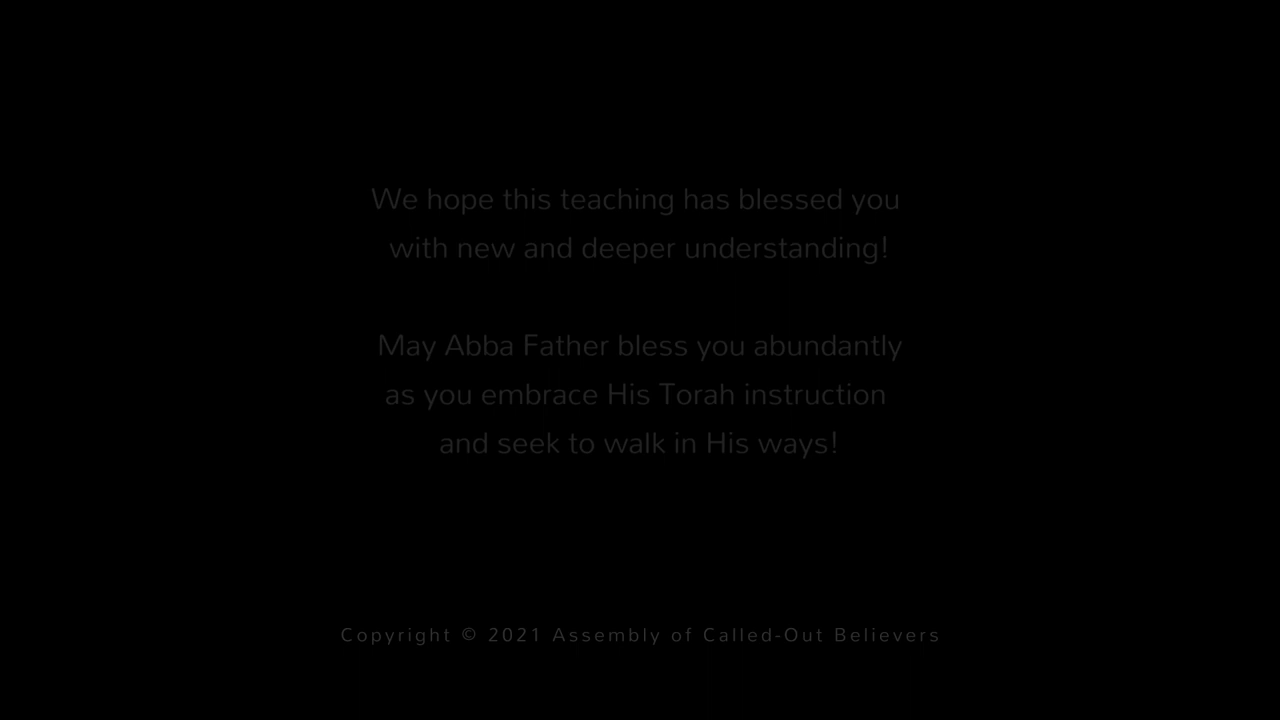 We hope this teaching has blessed you
with new and deeper understanding!
May Abba Father bless you abundantly
as you embrace His Torah instruction
and seek to walk in His ways!
Copyright © 2021 Assembly of Called-Out Believers